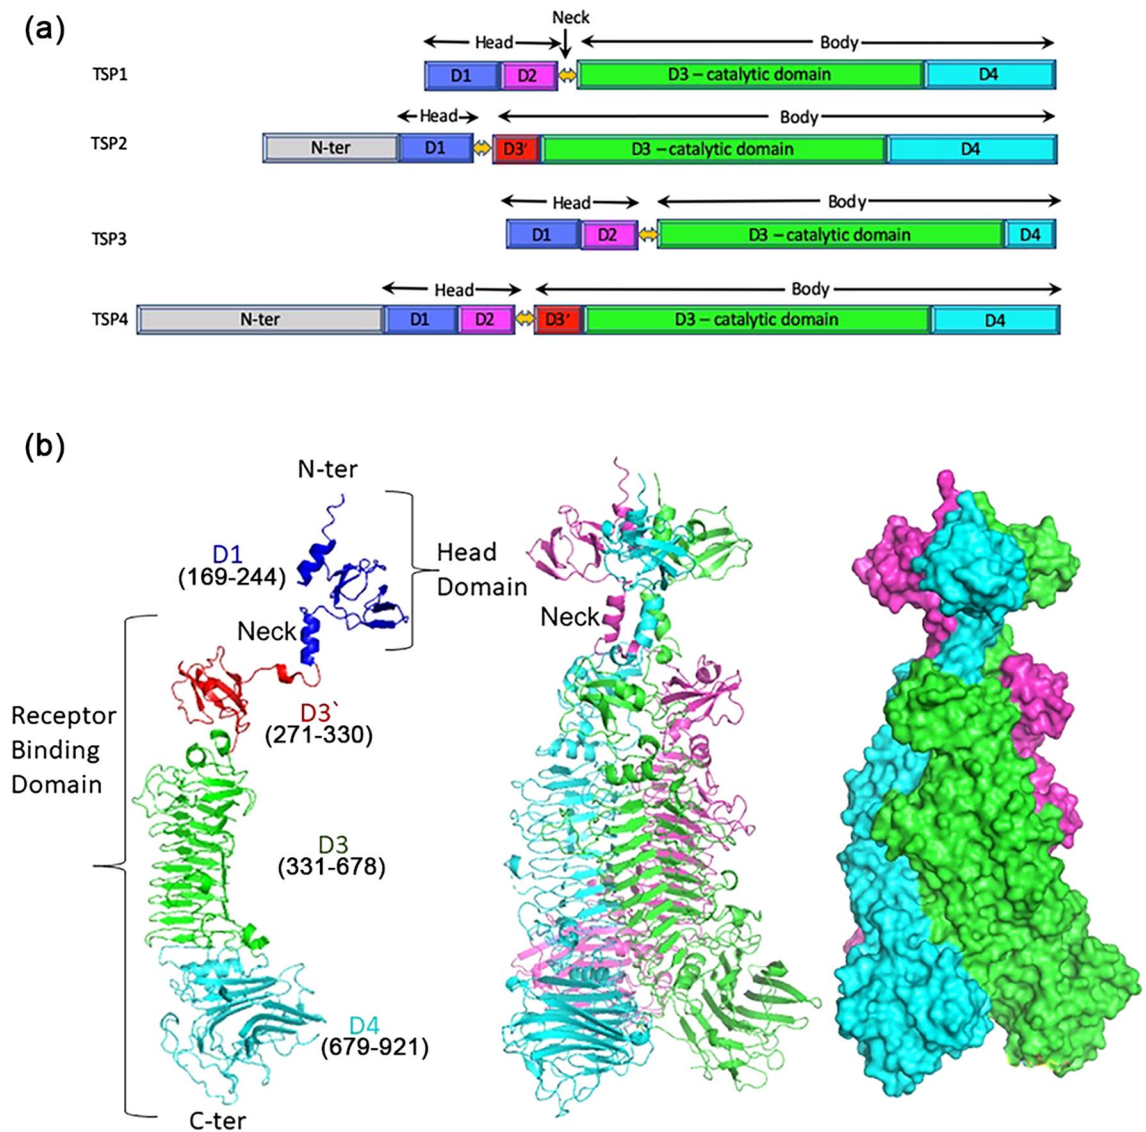 (a)
Neck
Head
Body
TSP1
D1
D2
D3 – catalytic domain
D4
Head
Body
TSP2
N-ter
D1
D3’
D3 – catalytic domain
D4
Head
Body
TSP3
D1
D2
D3 – catalytic domain
D4
Head
Body
TSP4
N-ter
D1
D2
D3’
D3 – catalytic domain
D4
(b)
N-ter
D1
(169-244)
Head
Domain
Neck
Neck
Receptor
Binding
Domain
D3`
(271-330)
D3
(331-678)
D4
(679-921)
C-ter